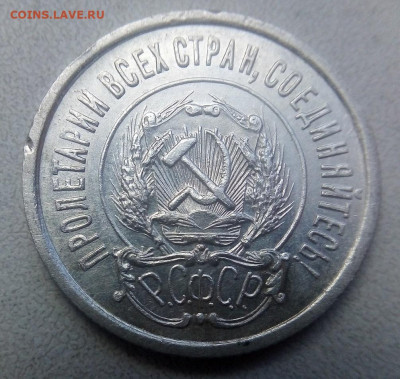 COINS.LAVE.RU
ПРОЛЕТАРИИ ВСЕХ СТРАН, СОЕДИНЯЙТЕСЬ!
Р.С.Ф.С.Р.